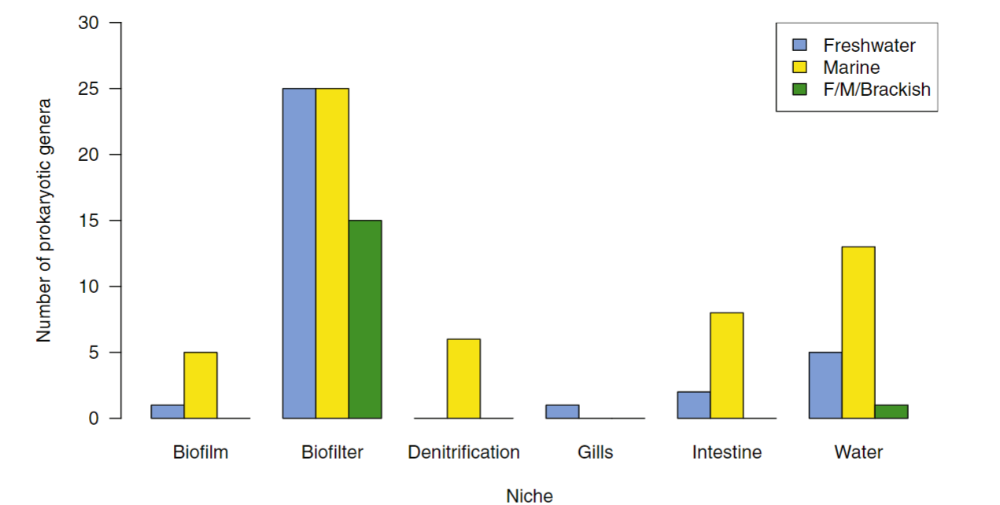 30
25
20
15
10
5
0
Number of prokaryotic genera
Freshwater
Marine
F/M/Brackish
Biofilm Biofilter Denitrification Gills Intestine Water
Niche